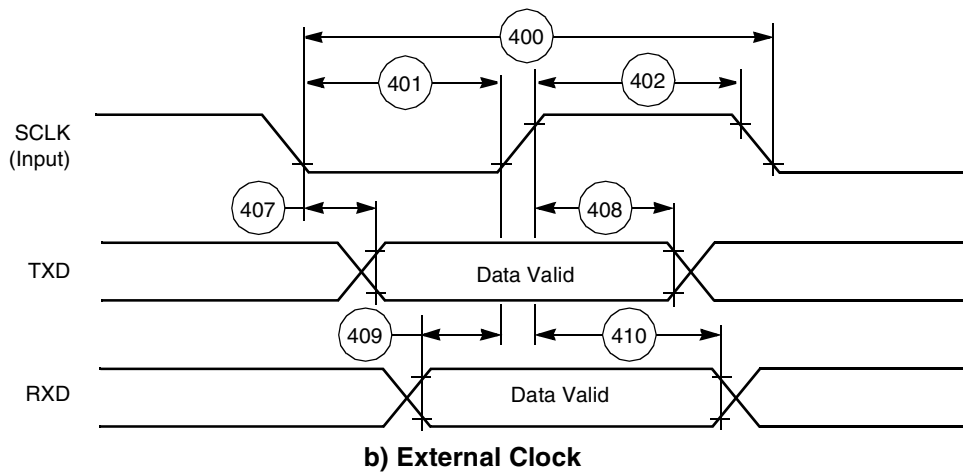 400
401
402
SCLK
(Input)
407
408
TXD
Data Valid
409
410
RXD
Data Valid
b) External Clock